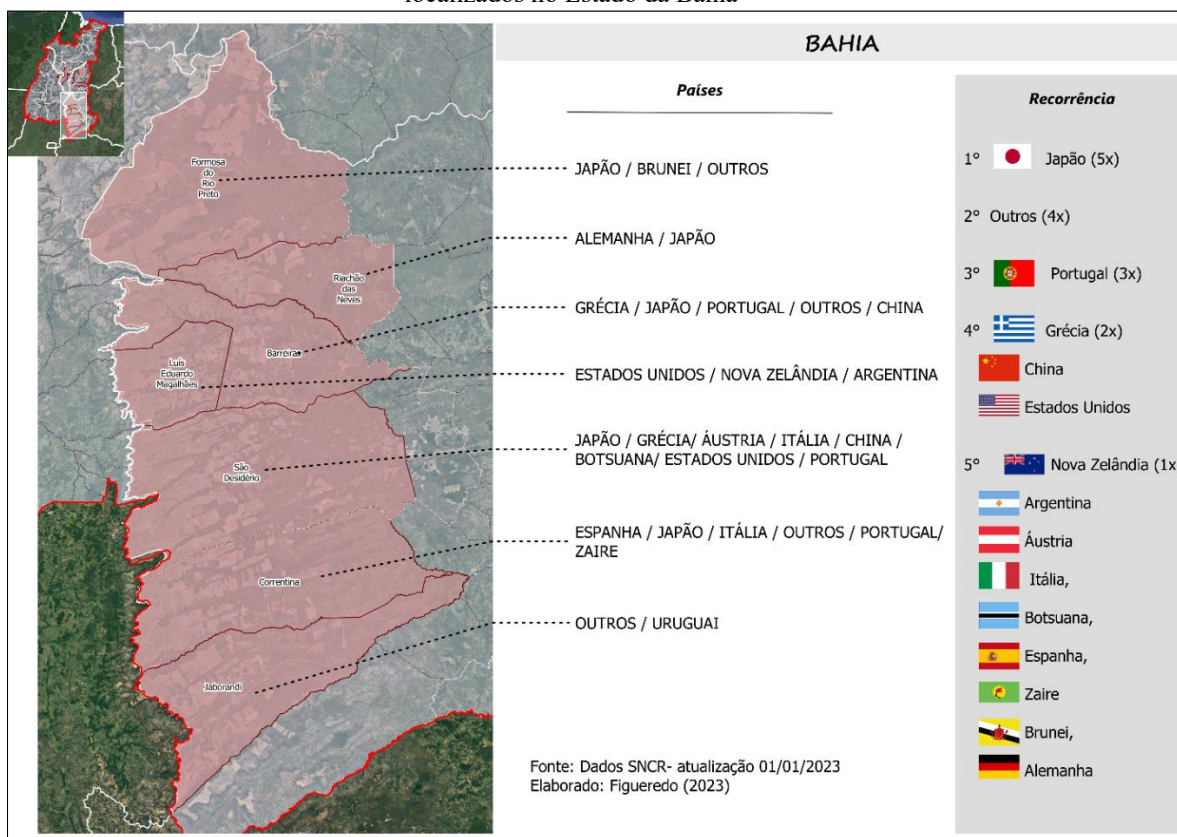 localizados no Estado da Bahia
BAHIA
Países
Recorrência
Formosa
do
Rio
Preto
JAPÃO / BRUNEI / OUTROS
Riachão
das
Neves
ALEMANHA / JAPÃO
Barreiras
GRÉCIA / JAPÃO / PORTUGAL / OUTROS / CHINA
Luís
Eduardo
Magalhães
ESTADOS UNIDOS / NOVA ZELÂNDIA / ARGENTINA
São
Desidério
JAPÃO / GRÉCIA/ ÁUSTRIA / ITÁLIA / CHINA /
BOTSUANA/ ESTADOS UNIDOS / PORTUGAL
Correntina
ESPANHA / JAPÃO / ITÁLIA / OUTROS / PORTUGAL/
ZAIRE
Jaborandi
OUTROS / URUGUAI
1° Japão (5x)
2° Outros (4x)
3° Portugal (3x)
4° Grécia (2x)
China
Estados Unidos
5° Nova Zelândia (1x
Argentina
Áustria
Itália,
Botsuana,
Espanha,
Zaire
Brunei,
Alemanha
Fonte: Dados SNCR- atualização 01/01/2023
Elaborado: Figueredo (2023)